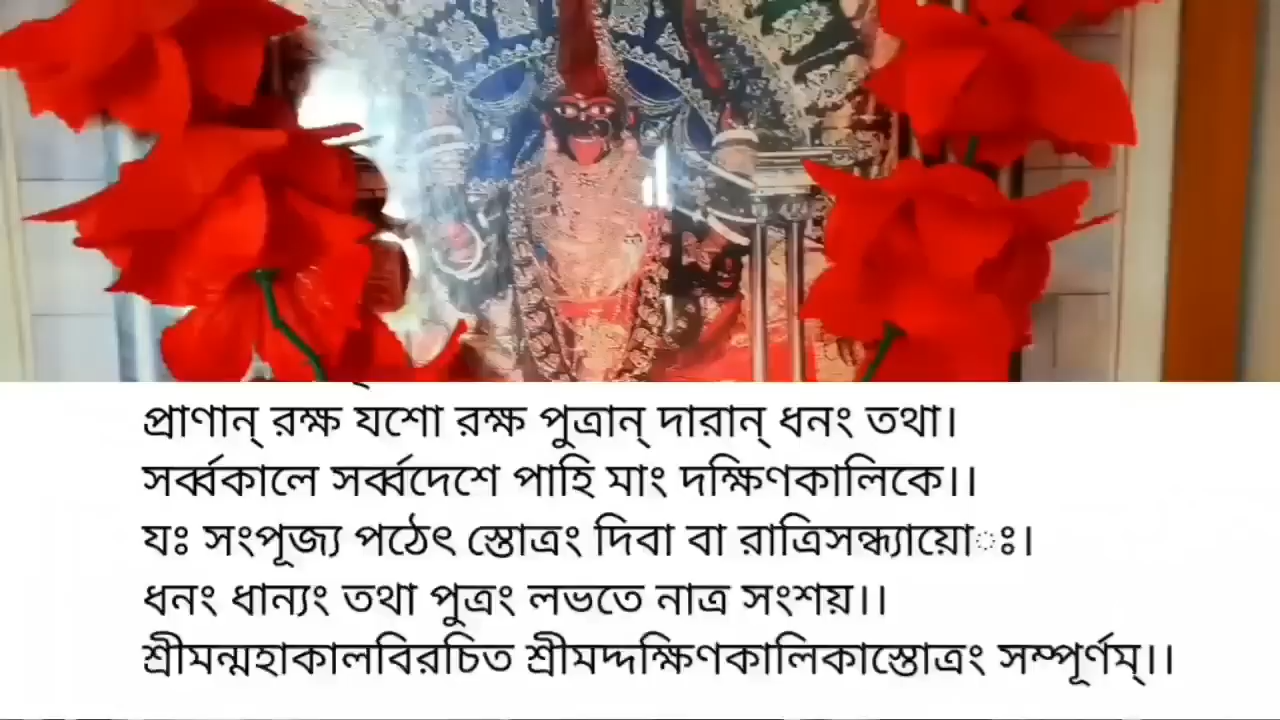 প্রাণান্ রক্ষ যশো রক্ষ পুত্রান্ দারান্ ধনং তথা।
সর্ব্বকালে সর্ব্বদেশে পাহি মাং দক্ষিণকালিকে।।
যঃ সংপূজ্য পঠেৎ স্তোত্রং দিবা বা রাত্রিসন্ধ্যায়োঃ।
ধনং ধান্যং তথা পুত্রং লভতে নাত্র সংশয়।।
শ্রীমন্মহাকালবিরচিত শ্রীমদ্দক্ষিণকালিকাস্তোত্রং সম্পূর্ণম্।।